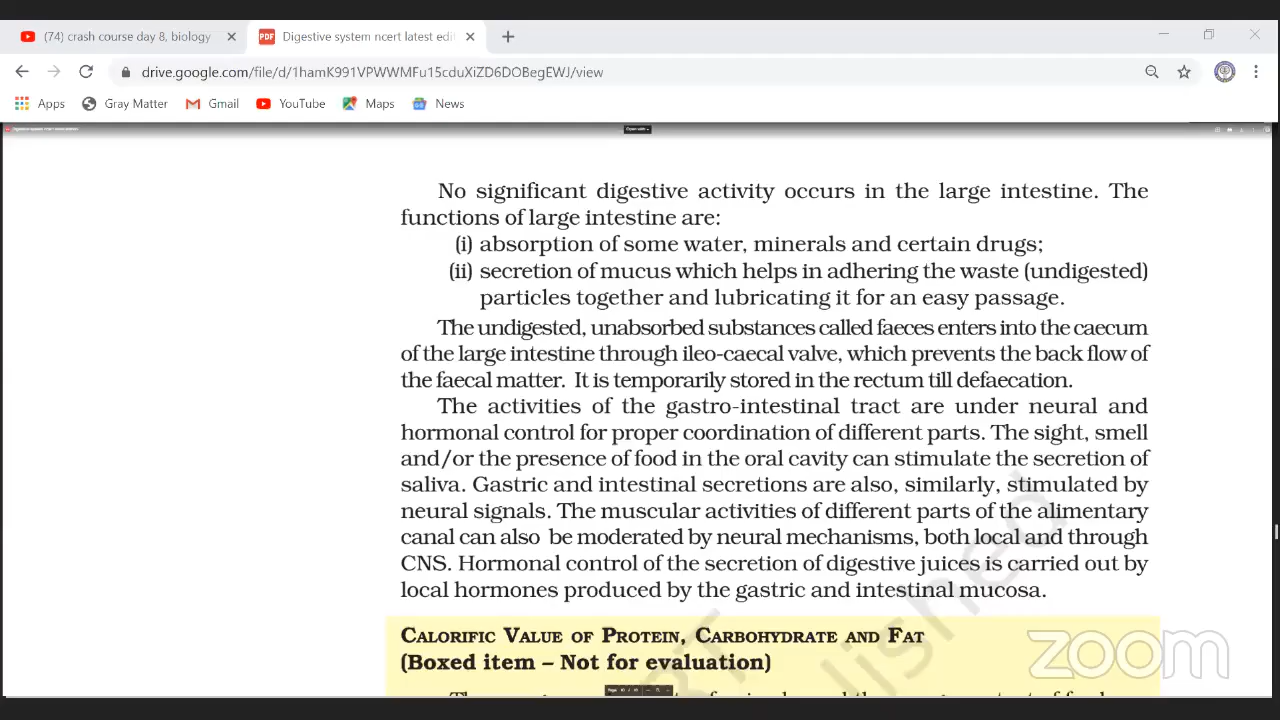 (74) crash course day 8, biology
Digestive system ncert latest edit
drive.google.com/file/d/1hamK991VPWWMFu15cduXiZD6DOBegEWJ/view
Apps Gray Matter Gmail YouTube Maps News
Open with
No significant digestive activity occurs in the large intestine. The
functions of large intestine are:
(i) absorption of some water, minerals and certain drugs;
(ii) secretion of mucus which helps in adhering the waste (undigested)
particles together and lubricating it for an easy passage.
The undigested, unabsorbed substances called faeces enters into the caecum
of the large intestine through ileo-caecal valve, which prevents the back flow of
the faecal matter. It is temporarily stored in the rectum till defaecation.
The activities of the gastro-intestinal tract are under neural and
hormonal control for proper coordination of different parts. The sight, smell
and/or the presence of food in the oral cavity can stimulate the secretion of
saliva. Gastric and intestinal secretions are also, similarly, stimulated by
neural signals. The muscular activities of different parts of the alimentary
canal can also be moderated by neural mechanisms, both local and through
CNS. Hormonal control of the secretion of digestive juices is carried out by
local hormones produced by the gastric and intestinal mucosa.
CALORIFIC VALUE OF PROTEIN, CARBOHYDRATE AND FAT
(Boxed item – Not for evaluation)
zoom
Page